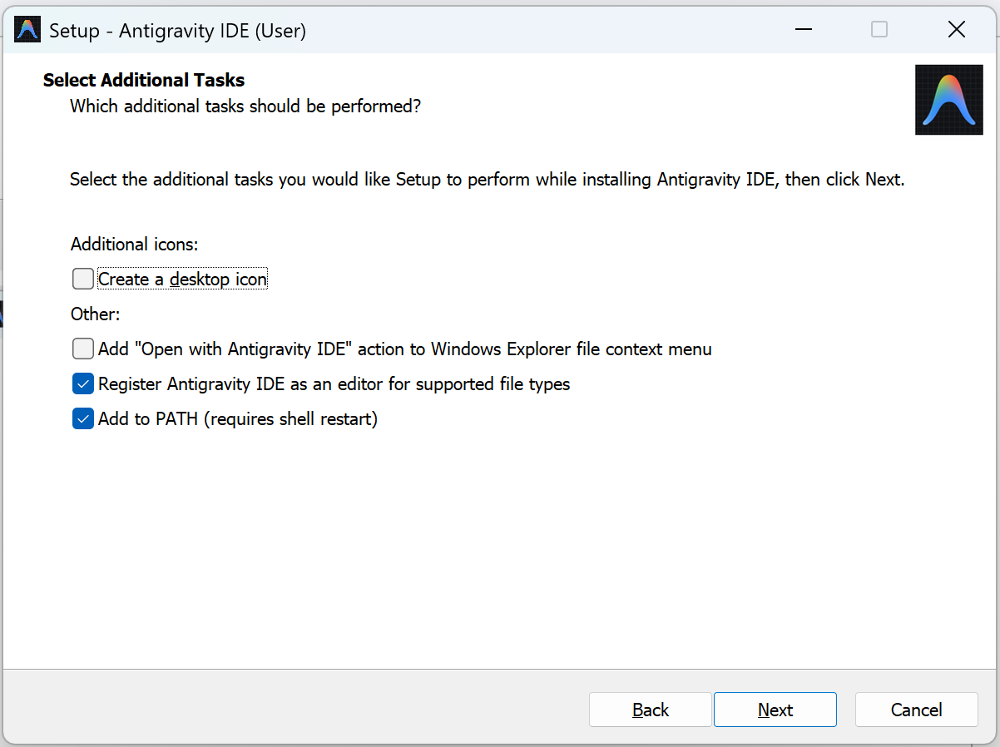 Setup - Antigravity IDE (User)
Select Additional Tasks
Which additional tasks should be performed?
Select the additional tasks you would like Setup to perform while installing Antigravity IDE, then click Next.
Additional icons:
Create a desktop icon
Other:
Add "Open with Antigravity IDE" action to Windows Explorer file context menu
Register Antigravity IDE as an editor for supported file types
Add to PATH (requires shell restart)
Back
Next
Cancel